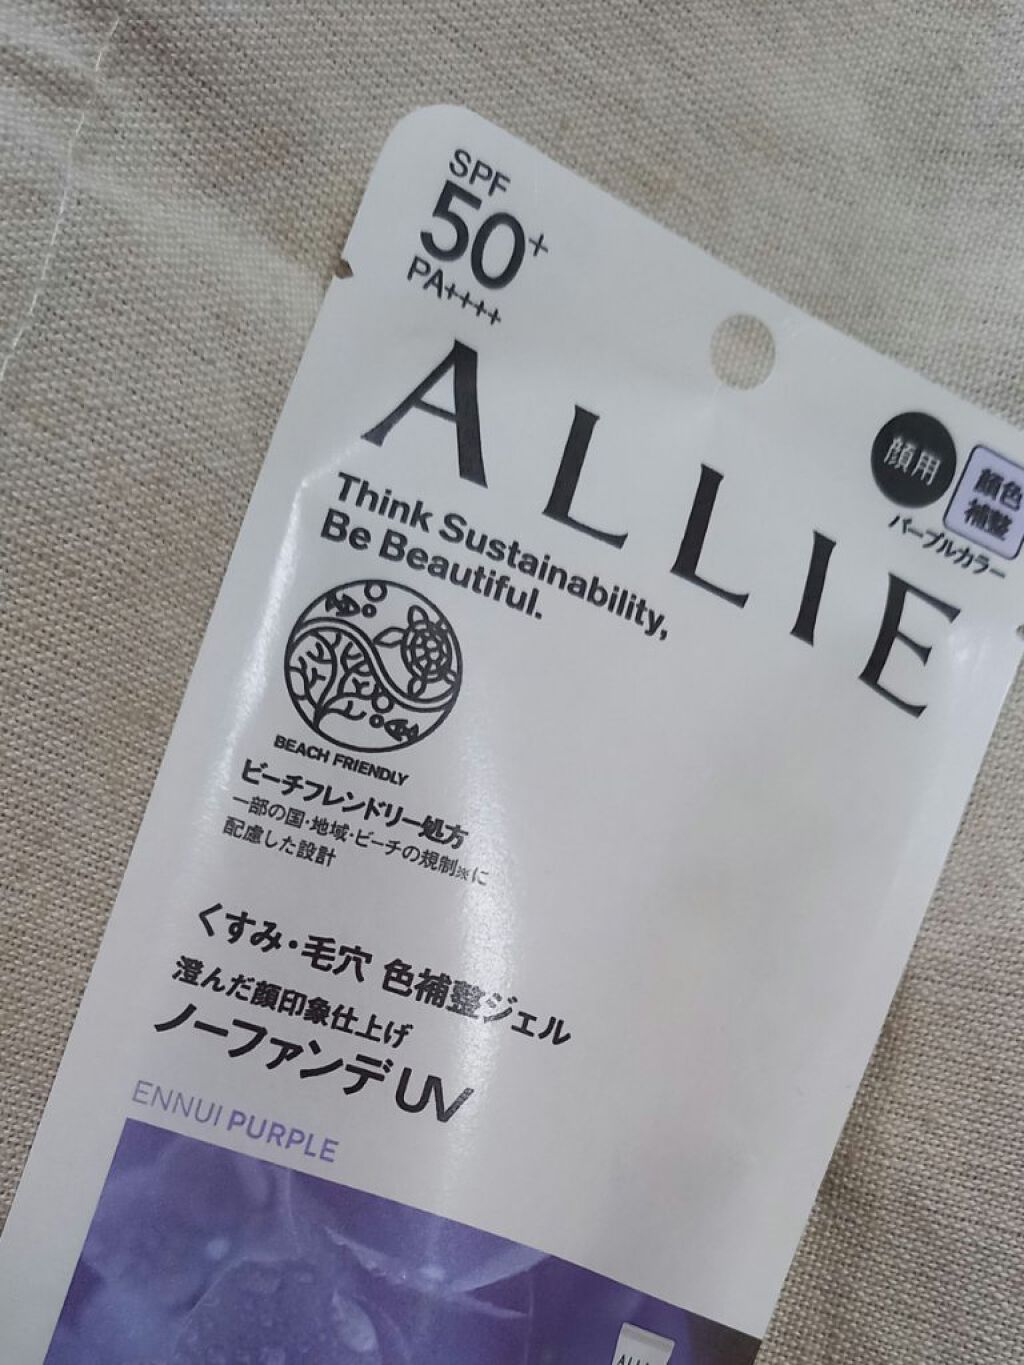 SPF
50+
PA++++
ALLIE
顔用
顔色
補整
パープルカラー
Think Sustainability,
Be Beautiful.
BEACH FRIENDLY
ビーチフレンドリー処方
一部の国・地域・ビーチの規制※に
配慮した設計
くすみ・毛穴 色補整ジェル
澄んだ顔印象仕上げ
ノーファンデUV
ENNUI PURPLE